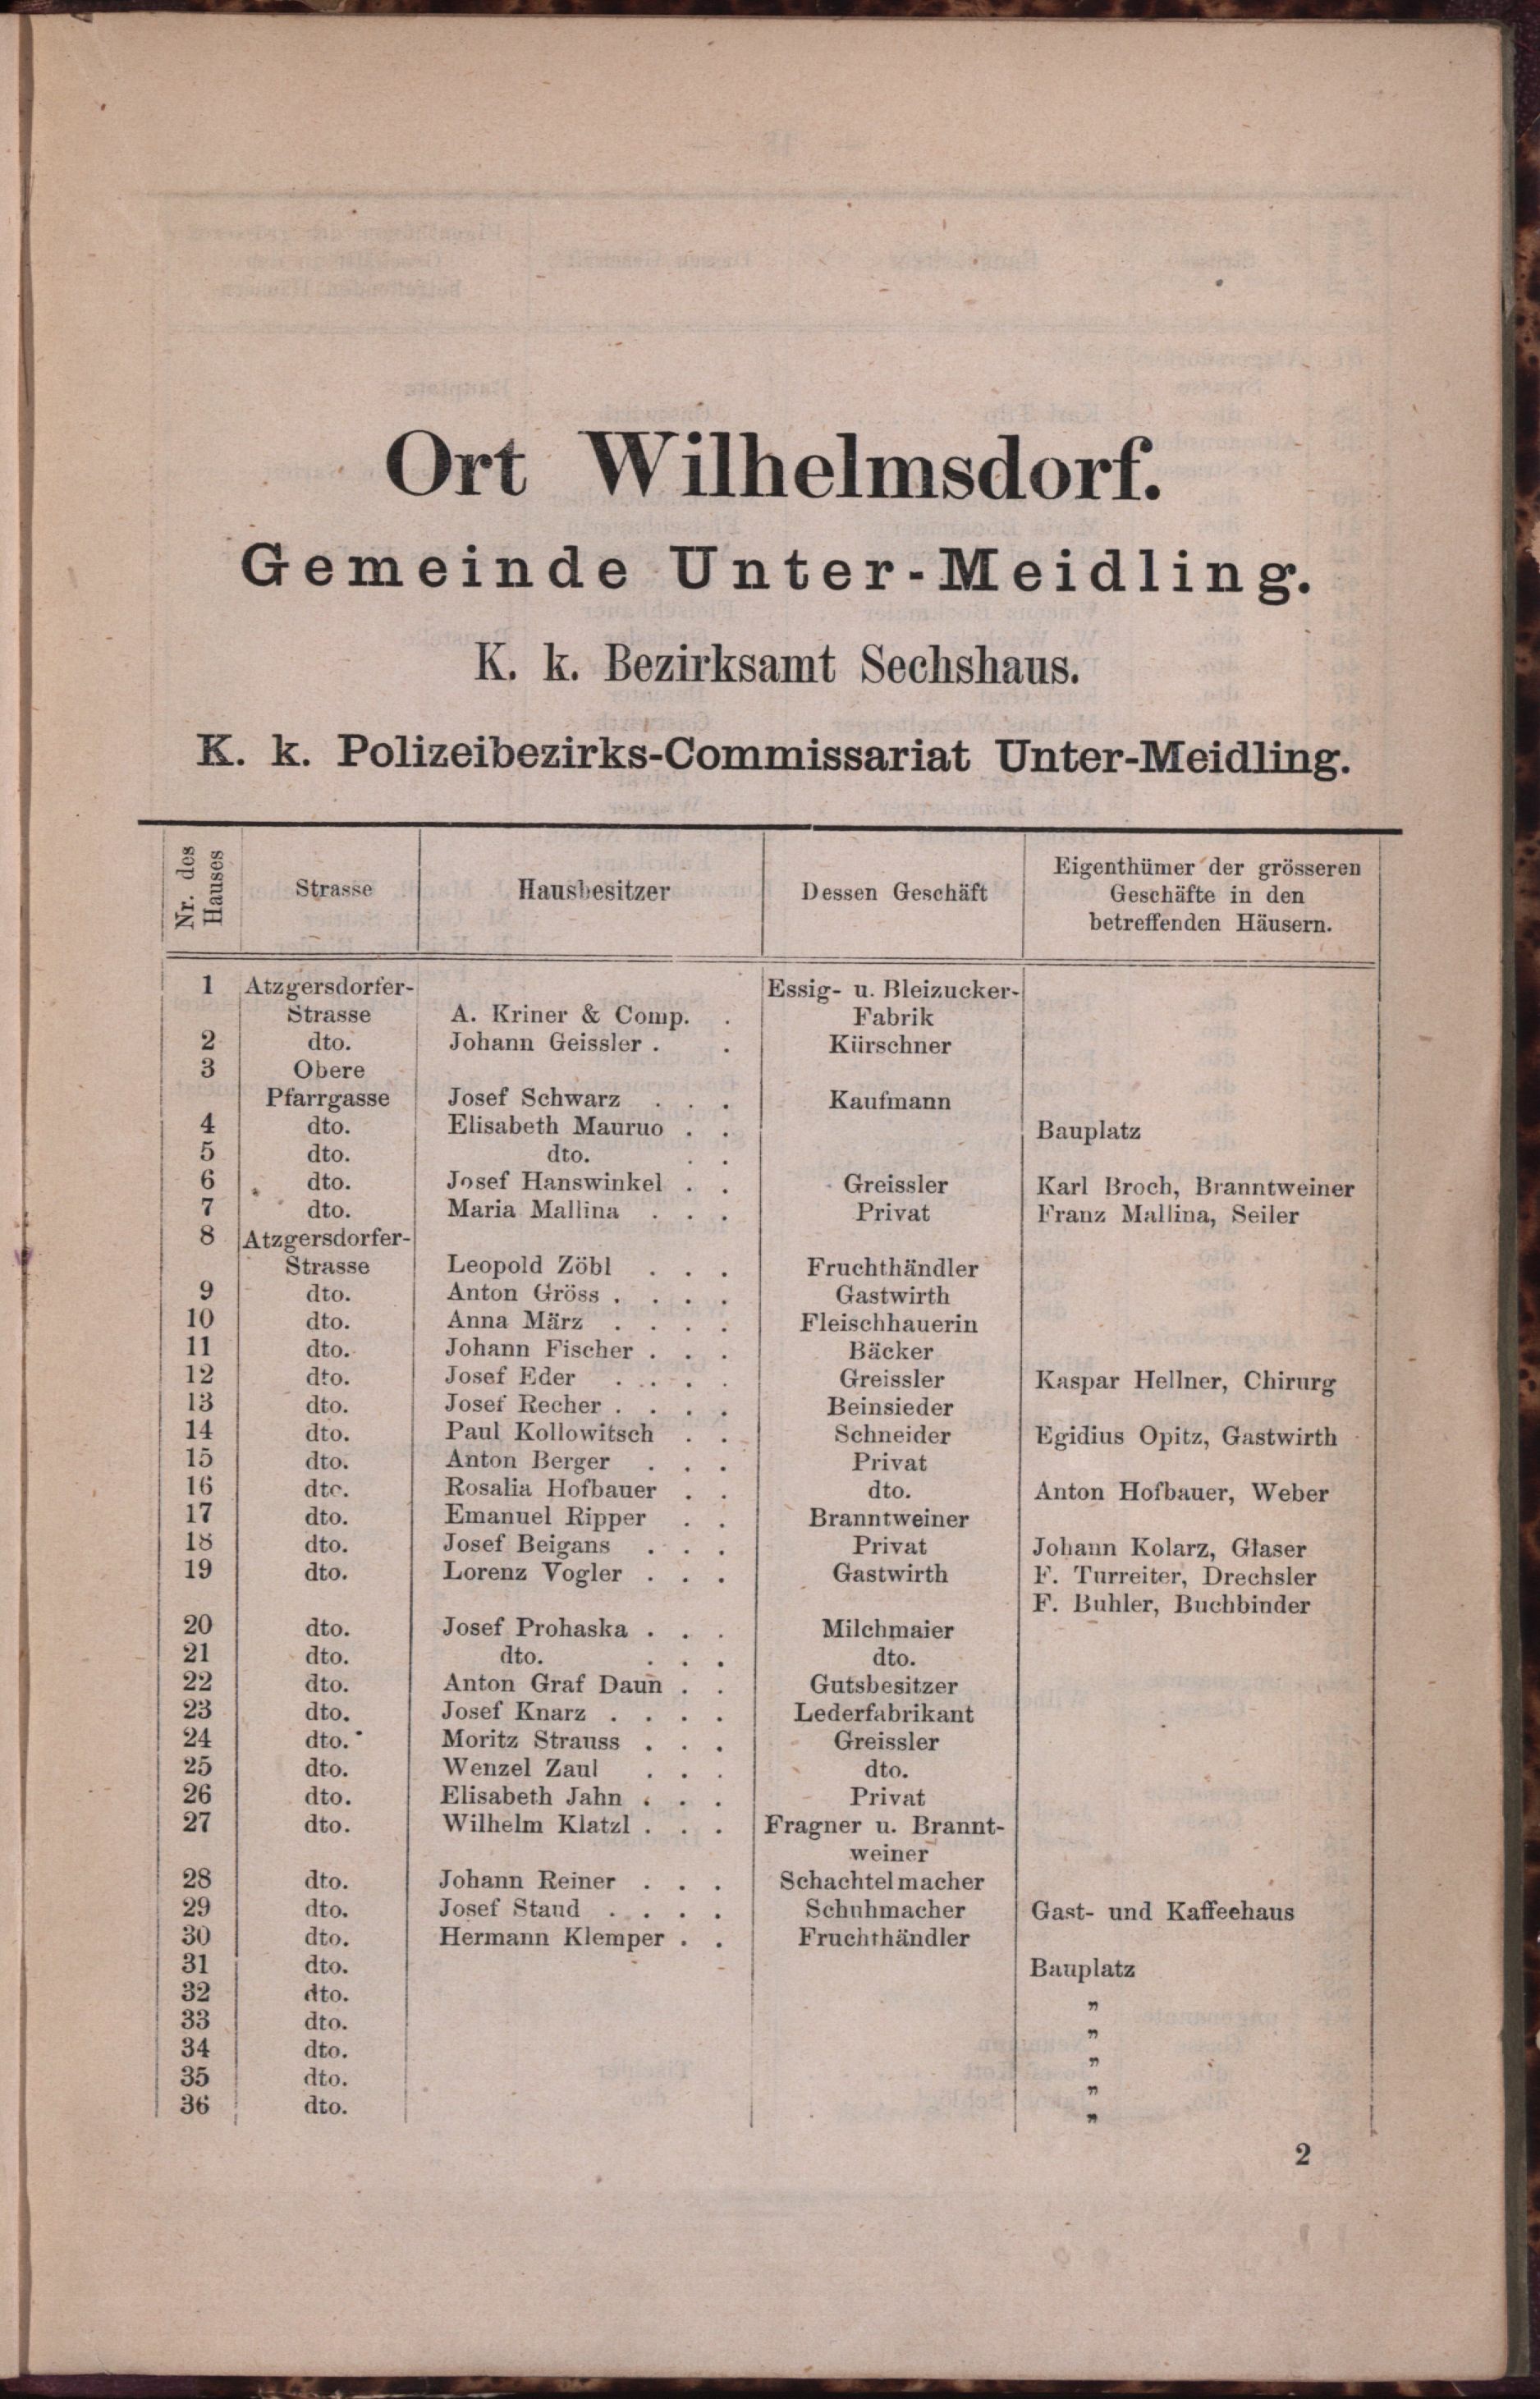 Ort Wilhelmsdorf.
Gemeinde Unter-Meidling.
K. k. Bezirksamt Sechshaus.
K. k. Polizeibezirks-Commissariat Unter-Meidling.
Nr. des Hauses | Strasse | Hausbesitzer | Dessen Geschäft | Eigenthümer der grösseren Geschäfte in den betreffenden Häusern.
1 Atzgersdorfer- Essig- u. Bleizucker-
Strasse A. Kriner & Comp. . Fabrik
2 dto. Johann Geissler . . Kürschner
3 Obere
Pfarrgasse Josef Schwarz . . . Kaufmann
4 dto. Elisabeth Mauruo . . Bauplatz
5 dto. dto. . .
6 dto. Josef Hanswinkel . . Greissler Karl Broch, Branntweiner
7 dto. Maria Mallina . . . Privat Franz Mallina, Seiler
8 Atzgersdorfer-
Strasse Leopold Zöbl . . . Fruchthändler
9 dto. Anton Gröss . . . . Gastwirth
10 dto. Anna März . . . . Fleischhauerin
11 dto. Johann Fischer . . . Bäcker
12 dto. Josef Eder . . . . Greissler Kaspar Hellner, Chirurg
13 dto. Josef Recher . . . . Beinsieder
14 dto. Paul Kollowitsch . . Schneider Egidius Opitz, Gastwirth
15 dto. Anton Berger . . . Privat
16 dto. Rosalia Hofbauer . . dto. Anton Hofbauer, Weber
17 dto. Emanuel Ripper . . Branntweiner
18 dto. Josef Beigans . . . Privat Johann Kolarz, Glaser
19 dto. Lorenz Vogler . . . Gastwirth F. Turreiter, Drechsler
F. Buhler, Buchbinder
20 dto. Josef Prohaska . . . Milchmaier
21 dto. dto. . . . dto.
22 dto. Anton Graf Daun . . Gutsbesitzer
23 dto. Josef Knarz . . . . Lederfabrikant
24 dto. Moritz Strauss . . . Greissler
25 dto. Wenzel Zaul . . . dto.
26 dto. Elisabeth Jahn . . . Privat
27 dto. Wilhelm Klatzl . . . Fragner u. Brannt-
weiner
28 dto. Johann Reiner . . . Schachtelmacher
29 dto. Josef Staud . . . . Schuhmacher Gast- und Kaffeehaus
30 dto. Hermann Klemper . . Fruchthändler
31 dto. Bauplatz
32 dto. „
33 dto. „
34 dto. „
35 dto. „
36 dto. „
2